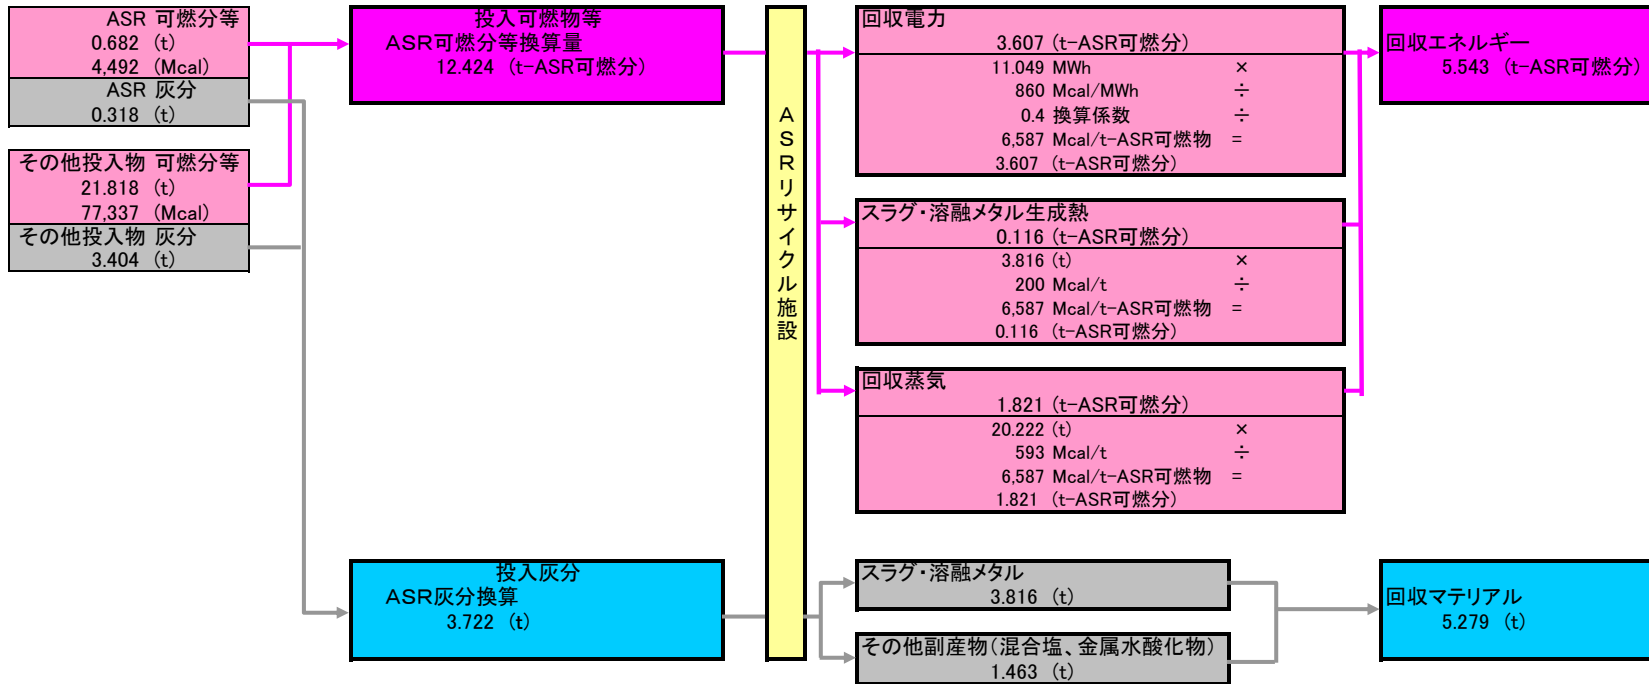 ASR 可燃分等
0.682 (t)
4,492 (Mcal)
ASR 灰分
0.318 (t)
その他投入物 可燃分等
21.818 (t)
77,337 (Mcal)
その他投入物 灰分
3.404 (t)
投入可燃物等
ASR可燃分等換算量
12.424 (t-ASR可燃分)
投入灰分
ASR灰分換算
3.722 (t)
ASRリサイクル施設
回収電力
3.607 (t-ASR可燃分)
11.049 MWh ×
860 Mcal/MWh ÷
0.4 換算係数 ÷
6,587 Mcal/t-ASR可燃物 =
3.607 (t-ASR可燃分)
スラグ・溶融メタル生成熱
0.116 (t-ASR可燃分)
3.816 (t) ×
200 Mcal/t ÷
6,587 Mcal/t-ASR可燃物 =
0.116 (t-ASR可燃分)
回収蒸気
1.821 (t-ASR可燃分)
20.222 (t) ×
593 Mcal/t ÷
6,587 Mcal/t-ASR可燃物 =
1.821 (t-ASR可燃分)
スラグ・溶融メタル
3.816 (t)
その他副産物(混合塩、金属水酸化物)
1.463 (t)
回収エネルギー
5.543 (t-ASR可燃分)
回収マテリアル
5.279 (t)